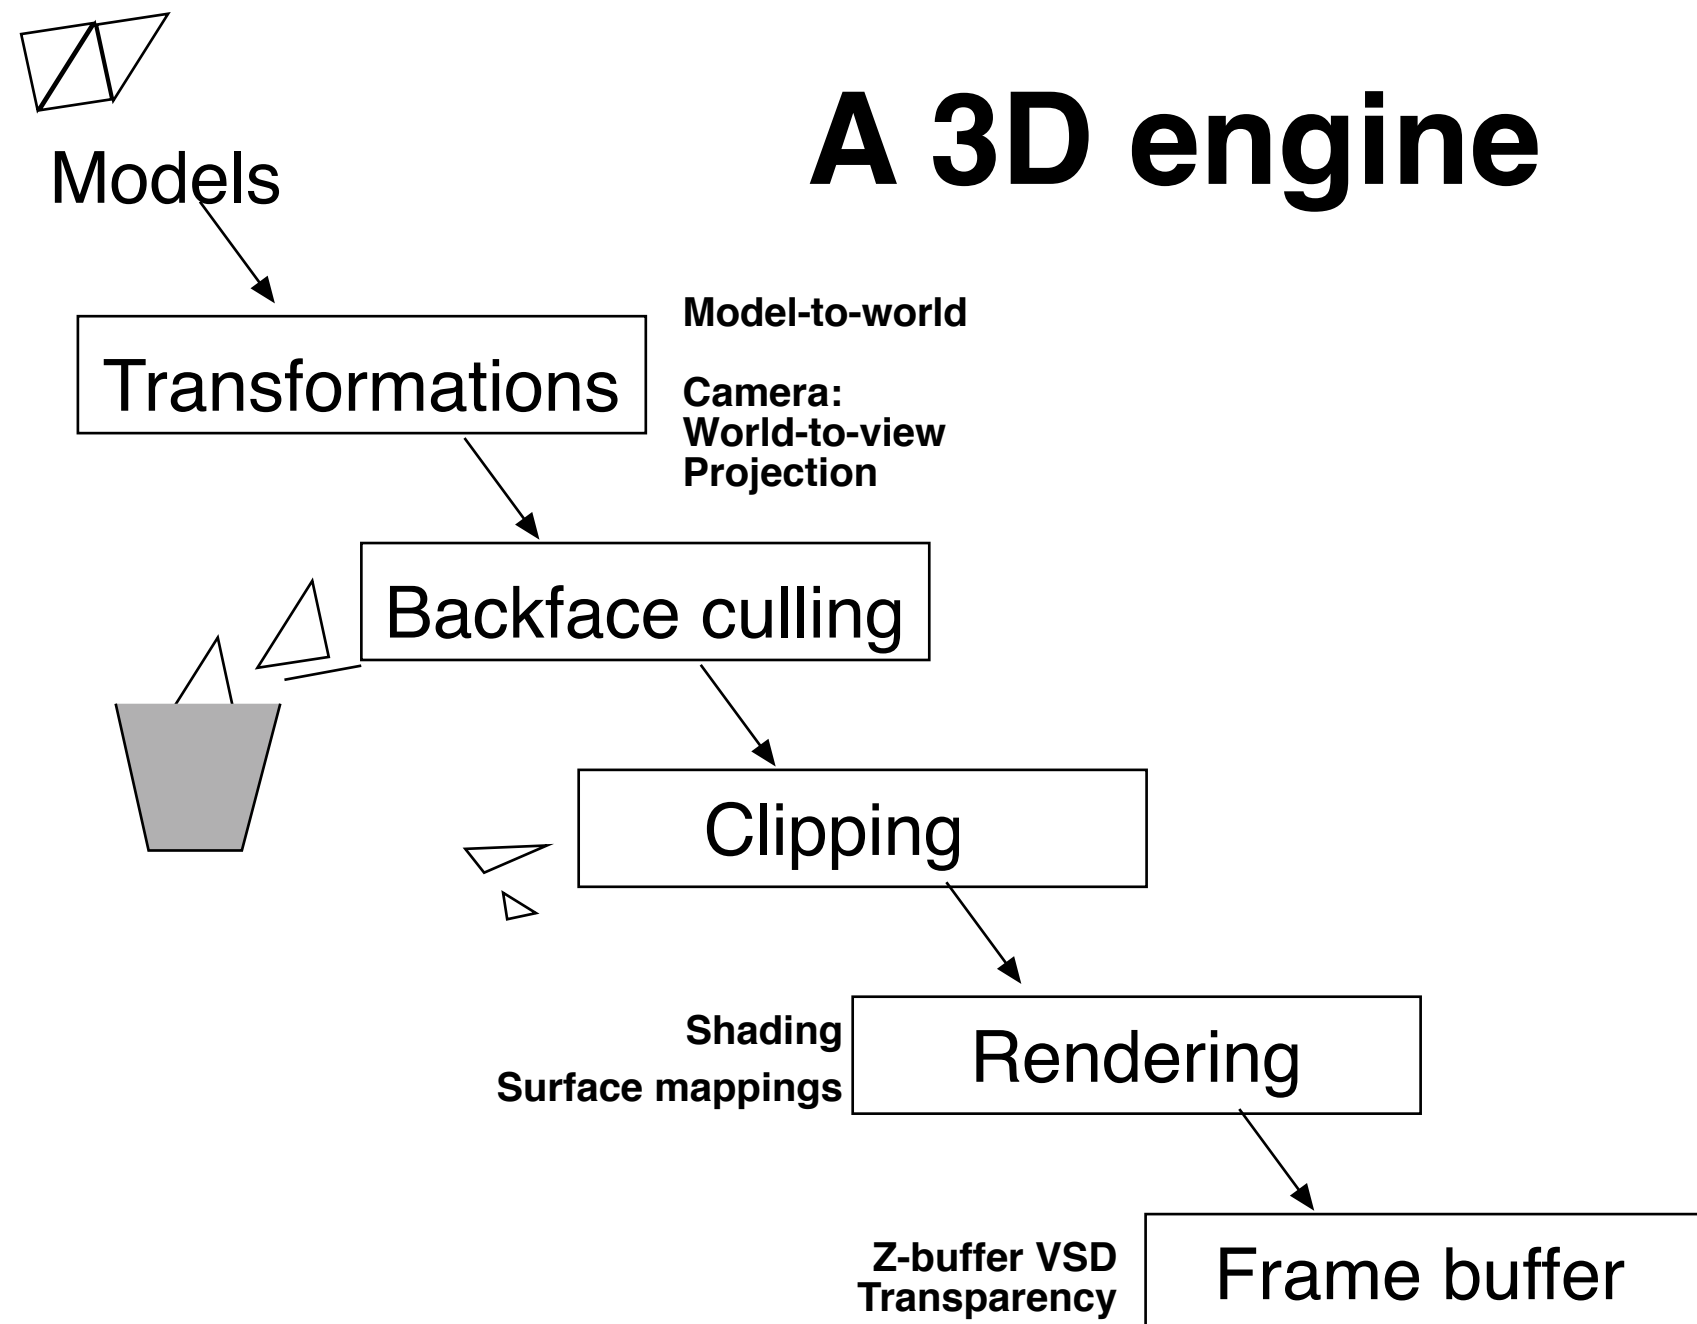 A 3D engine
Models
Transformations
Model-to-world
Camera:
World-to-view
Projection
Backface culling
Clipping
Shading
Surface mappings
Rendering
Z-buffer VSD
Transparency
Frame buffer